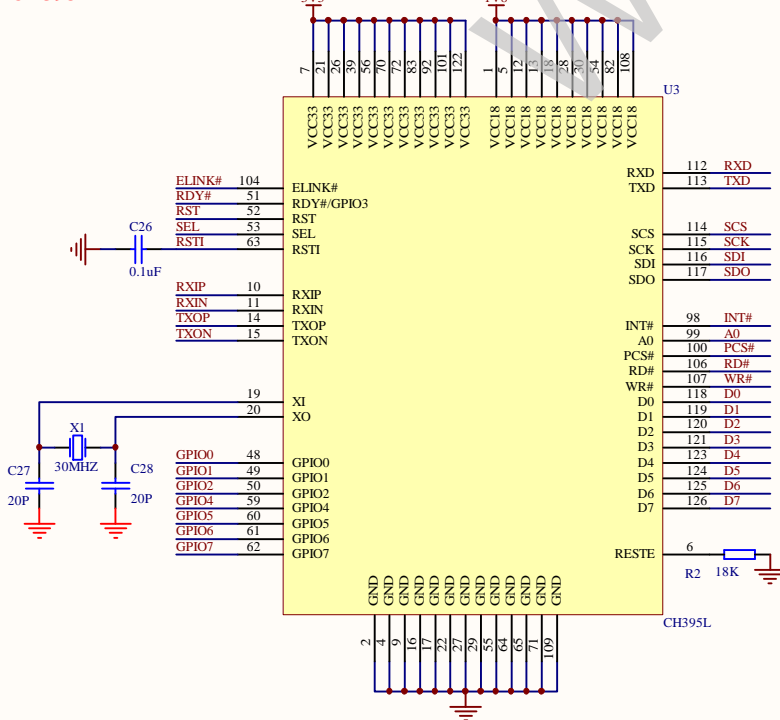 7 21 26 39 56 70 72 83 92 101 122
1 5 12 13 18 28 30 54 82 108
U3
VCC33 VCC33 VCC33 VCC33 VCC33 VCC33 VCC33 VCC33 VCC33 VCC33 VCC33
VCC18 VCC18 VCC18 VCC18 VCC18 VCC18 VCC18 VCC18 VCC18 VCC18
ELINK# 104 ELINK#
RDY# 51 RDY#/GPIO3
RST 52 RST
SEL 53 SEL
RSTI 63 RSTI
C26
0.1uF
RXIP 10 RXIP
RXIN 11 RXIN
TXOP 14 TXOP
TXON 15 TXON
19 XI
20 XO
X1
30MHZ
C27
20P
C28
20P
GPIO0 48 GPIO0
GPIO1 49 GPIO1
GPIO2 50 GPIO2
GPIO4 59 GPIO4
GPIO5 60 GPIO5
GPIO6 61 GPIO6
GPIO7 62 GPIO7
RXD 112 RXD
TXD 113 TXD
SCS 114 SCS
SCK 115 SCK
SDI 116 SDI
SDO 117 SDO
INT# 98 INT#
A0 99 A0
PCS# 100 PCS#
RD# 106 RD#
WR# 107 WR#
D0 118 D0
D1 119 D1
D2 120 D2
D3 121 D3
D4 123 D4
D5 124 D5
D6 125 D6
D7 126 D7
RESTE 6
R2 18K
GND GND GND GND GND GND GND GND GND GND GND GND GND
CH395L
2 4 9 16 17 22 27 29 55 64 65 71 109